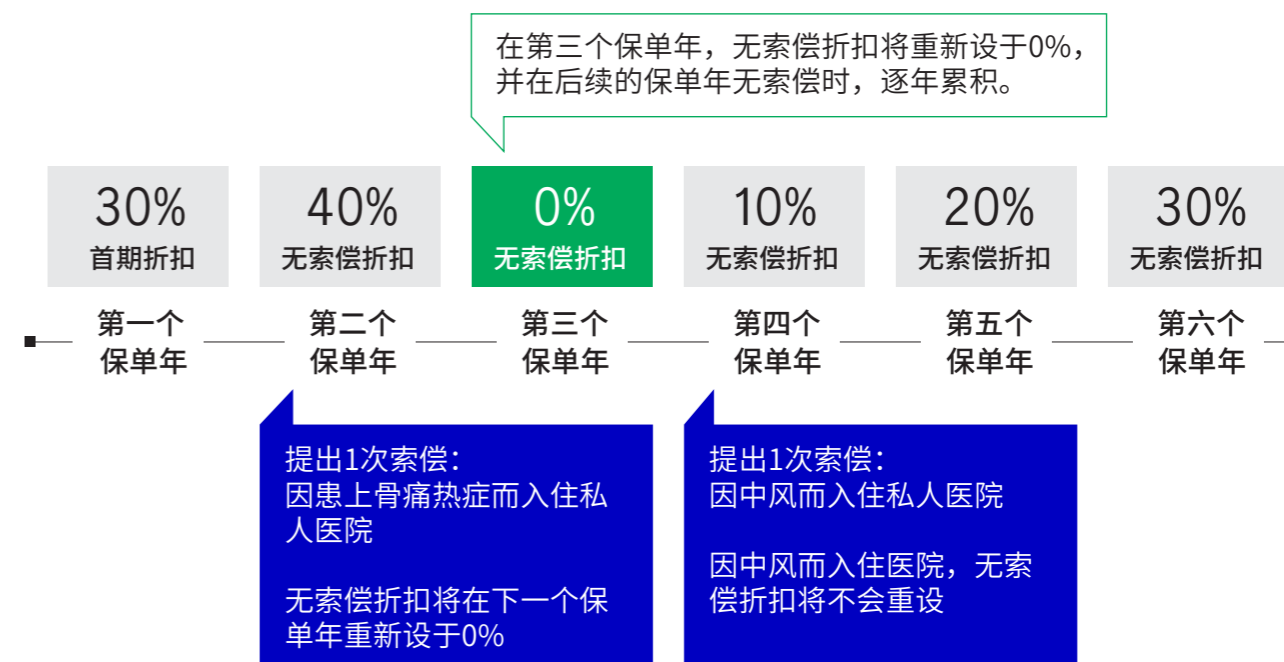 在第三个保单年，无索偿折扣将重新设于0%，
并在后续的保单年无索偿时，逐年累积。
30%
首期折扣
40%
无索偿折扣
0%
无索偿折扣
10%
无索偿折扣
20%
无索偿折扣
30%
无索偿折扣
第一个
保单年
第二个
保单年
第三个
保单年
第四个
保单年
第五个
保单年
第六个
保单年
提出1次索偿：
因患上骨痛热症而入住私
人医院
无索偿折扣将在下一个保
单年重新设于0%
提出1次索偿：
因中风而入住私人医院
因中风而入住医院，无索
偿折扣将不会重设